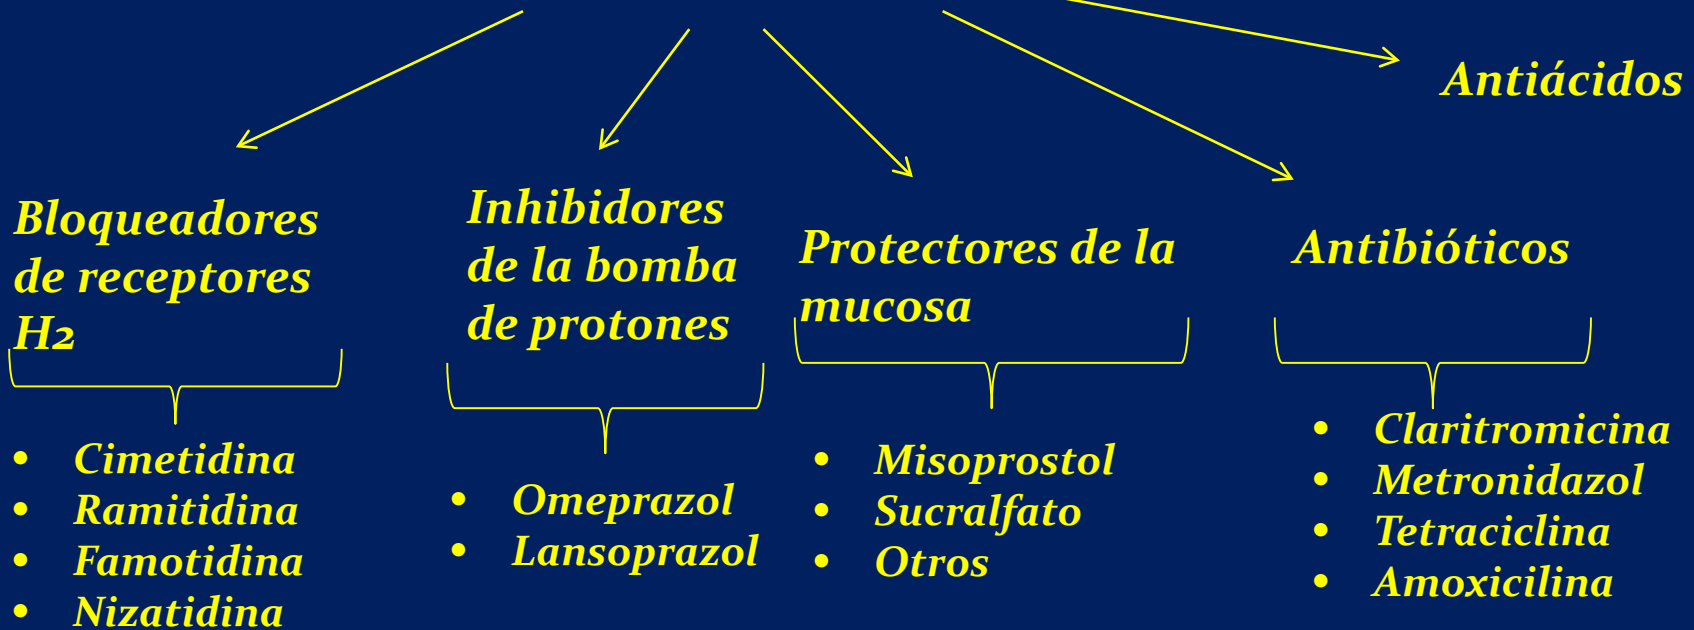 Antiácidos
Bloqueadores
de receptores
H2
Inhibidores
de la bomba
de protones
Protectores de la
mucosa
Antibióticos
• Cimetidina
• Ramitidina
• Famotidina
• Nizatidina
• Omeprazol
• Lansoprazol
• Misoprostol
• Sucralfato
• Otros
• Claritromicina
• Metronidazol
• Tetraciclina
• Amoxicilina